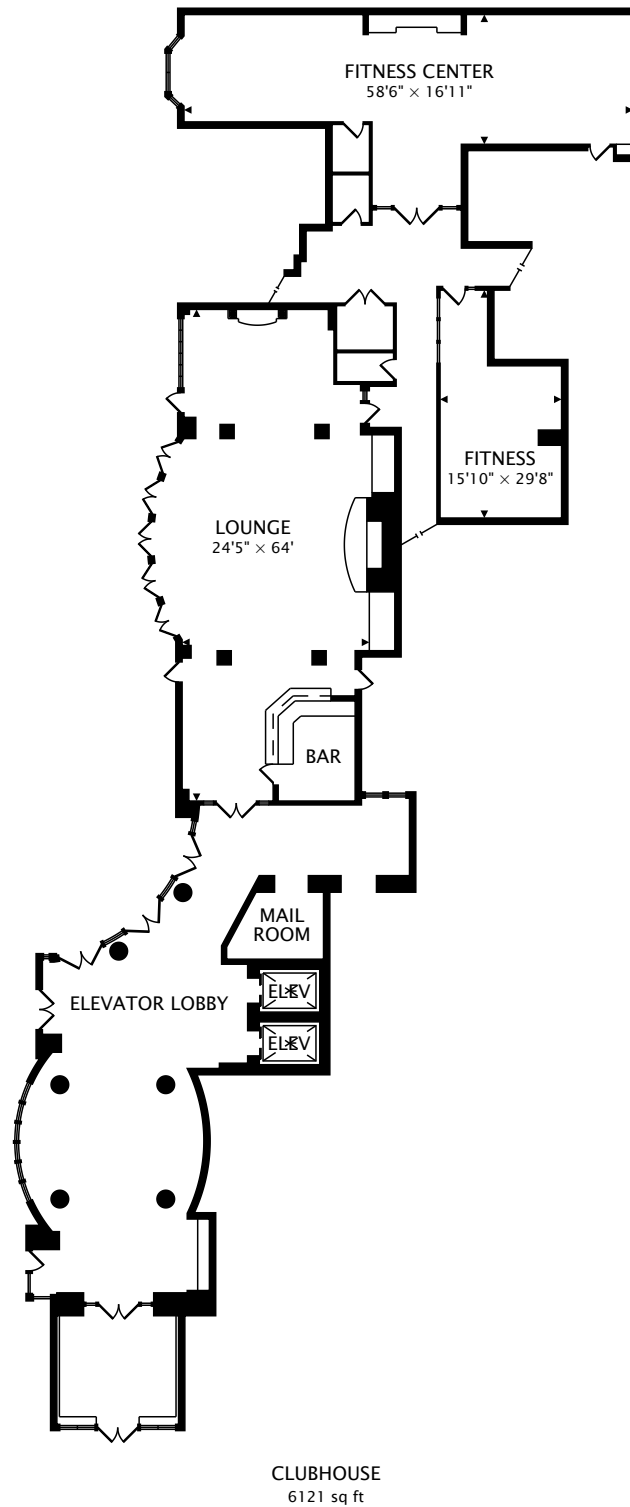 FITNESS CENTER
58'6" × 16'11"
FITNESS
15'10" × 29'8"
LOUNGE
24'5" × 64'
BAR
MAIL
ROOM
ELEV
ELEVATOR LOBBY
ELEV
CLUBHOUSE
6121 sq ft